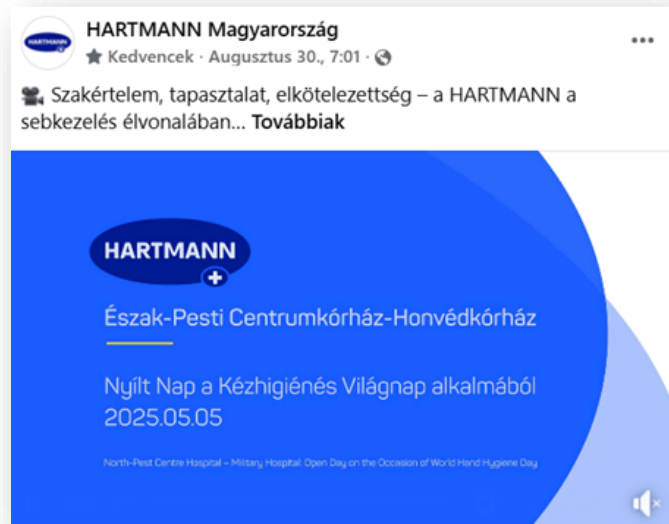 HARTMANN
HARTMANN Magyarország
Kedvencek · Augusztus 30., 7:01 ·
Szakértelem, tapasztalat, elkötelezettség – a HARTMANN a
sebkezelés élvonalában... Továbbiak
HARTMANN
Észak-Pesti Centrumkórház-Honvédkórház
Nyílt Nap a Kézhigiénés Világnap alkalmából
2025.05.05
North-Pest Centre Hospital – Military Hospital: Open Day on the Occasion of World Hand Hygiene Day